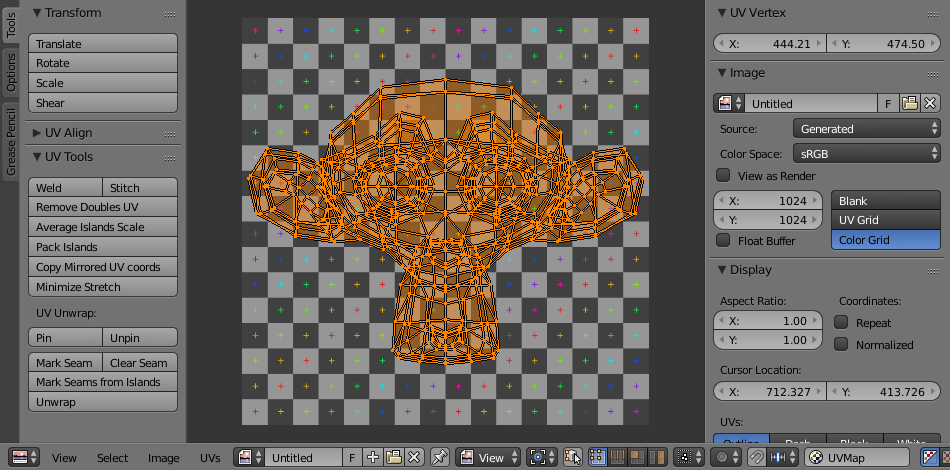 Tools
Options
Grease Pencil
Transform
Translate
Rotate
Scale
Shear
UV Align
UV Tools
Weld Stitch
Remove Doubles UV
Average Islands Scale
Pack Islands
Copy Mirrored UV coords
Minimize Stretch
UV Unwrap:
Pin Unpin
Mark Seam Clear Seam
Mark Seams from Islands
Unwrap
UV Vertex
X: 444.21 Y: 474.50
Image
Untitled F
Source: Generated
Color Space: sRGB
View as Render
X: 1024
Y: 1024
Float Buffer
Blank
UV Grid
Color Grid
Display
Aspect Ratio:
X: 1.00
Y: 1.00
Coordinates:
Repeat
Normalized
Cursor Location:
X: 712.327 Y: 413.726
UVs:
Outline Dash Black White
View Select Image UVs Untitled F View UVMap